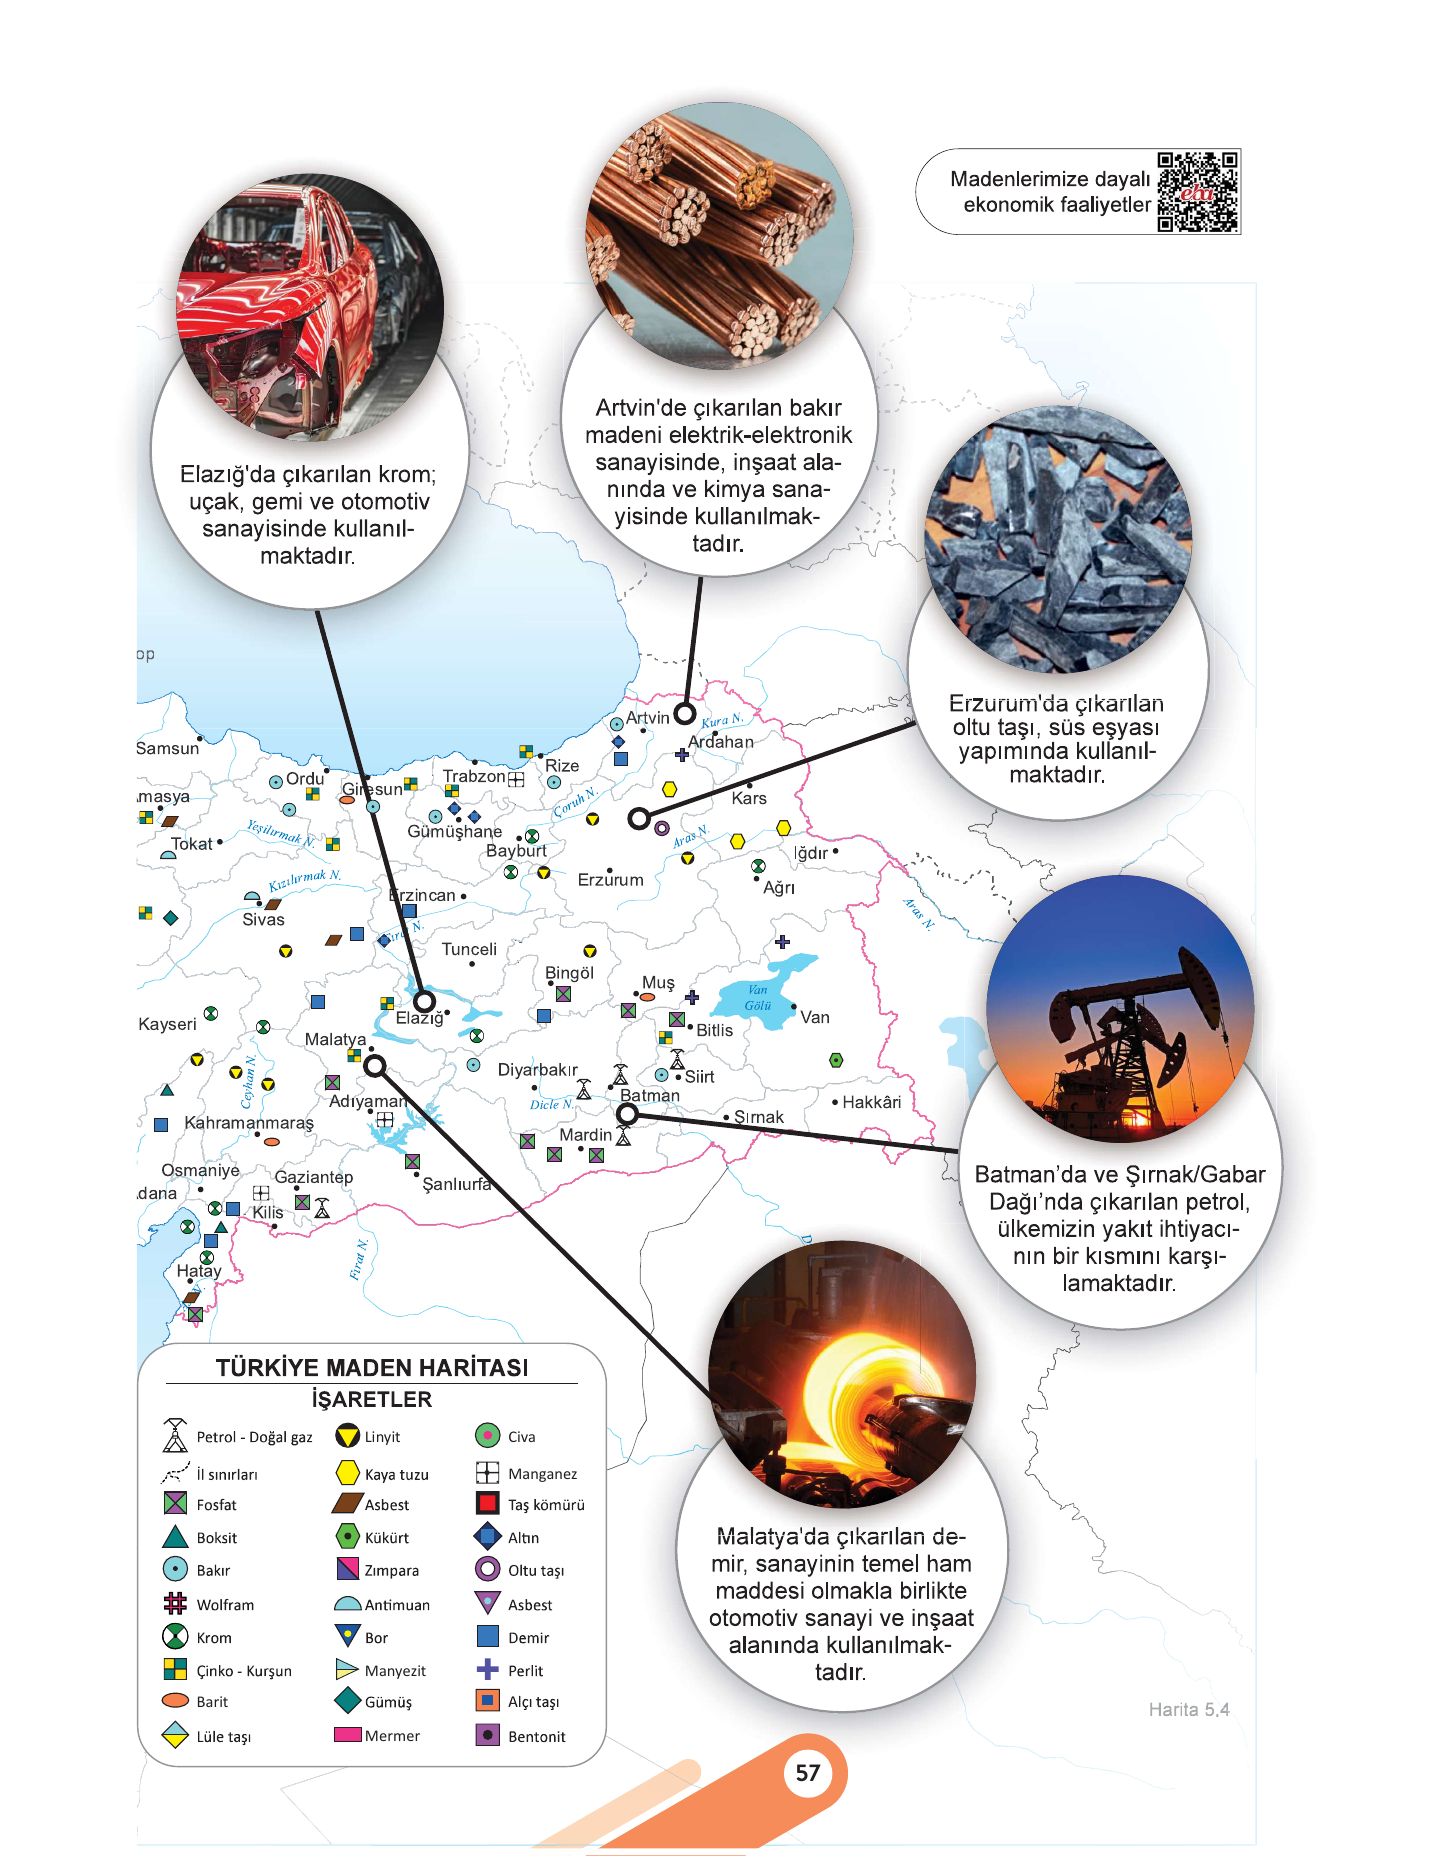 Madenlerimize dayalı
ekonomik faaliyetler
eba
Elazığ'da çıkarılan krom;
uçak, gemi ve otomotiv
sanayisinde kullanıl-
maktadır.
Artvin'de çıkarılan bakır
madeni elektrik-elektronik
sanayisinde, inşaat ala-
nında ve kimya sana-
yisinde kullanılmak-
tadır.
Erzurum'da çıkarılan
oltu taşı, süs eşyası
yapımında kullanıl-
maktadır.
Batman'da ve Şırnak/Gabar
Dağı'nda çıkarılan petrol,
ülkemizin yakıt ihtiyacı-
nın bir kısmını karşı-
lamaktadır.
Malatya'da çıkarılan de-
mir, sanayinin temel ham
maddesi olmakla birlikte
otomotiv sanayi ve inşaat
alanında kullanılmak-
tadır.
op
Samsun
Artvin
Kura N.
Ardahan
Ordu
Giresun
Trabzon
Rize
Kars
masya
Çoruh N.
Tokat
Yeşilırmak N.
Gümüşhane
Bayburt
Aras N.
Iğdır
Kızılırmak N.
Erzincan
Erzurum
Ağrı
Aras N.
Sivas
Fırat N.
Tunceli
Bingöl
Muş
Van
Gölü
Van
Kayseri
Elazığ
Bitlis
Malatya
Diyarbakır
Siirt
Ceyhan N.
Adıyaman
Dicle N.
Batman
Hakkâri
Şırnak
Kahramanmaraş
Mardin
Osmaniye
Gaziantep
Şanlıurfa
dana
Kilis
Fırat N.
D
Hatay
N.
TÜRKİYE MADEN HARİTASI
İŞARETLER
Petrol - Doğal gaz
Linyit
Civa
İl sınırları
Kaya tuzu
Manganez
Fosfat
Asbest
Taş kömürü
Boksit
Kükürt
Altın
Bakır
Zımpara
Oltu taşı
Wolfram
Antimuan
Asbest
Krom
Bor
Demir
Çinko - Kurşun
Manyezit
Perlit
Barit
Gümüş
Alçı taşı
Lüle taşı
Mermer
Bentonit
Harita 5.4
57